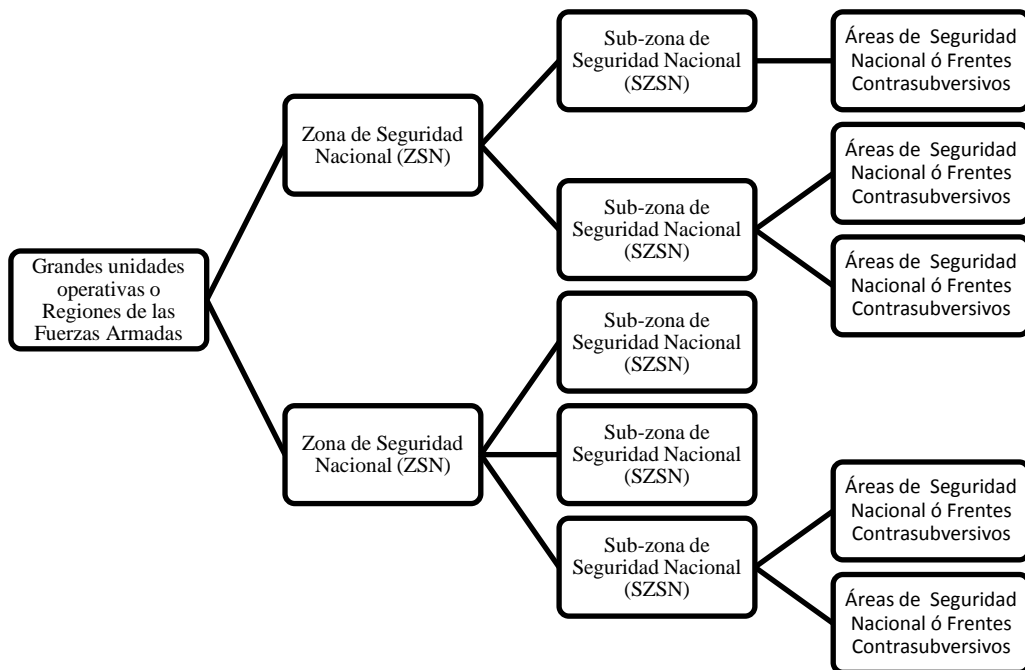 Grandes unidades
operativas o
Regiones de las
Fuerzas Armadas
Zona de Seguridad
Nacional (ZSN)
Sub-zona de
Seguridad Nacional
(SZSN)
Áreas de Seguridad
Nacional ó Frentes
Contrasubversivos
Sub-zona de
Seguridad Nacional
(SZSN)
Áreas de Seguridad
Nacional ó Frentes
Contrasubversivos
Áreas de Seguridad
Nacional ó Frentes
Contrasubversivos
Zona de Seguridad
Nacional (ZSN)
Sub-zona de
Seguridad Nacional
(SZSN)
Sub-zona de
Seguridad Nacional
(SZSN)
Sub-zona de
Seguridad Nacional
(SZSN)
Áreas de Seguridad
Nacional ó Frentes
Contrasubversivos
Áreas de Seguridad
Nacional ó Frentes
Contrasubversivos